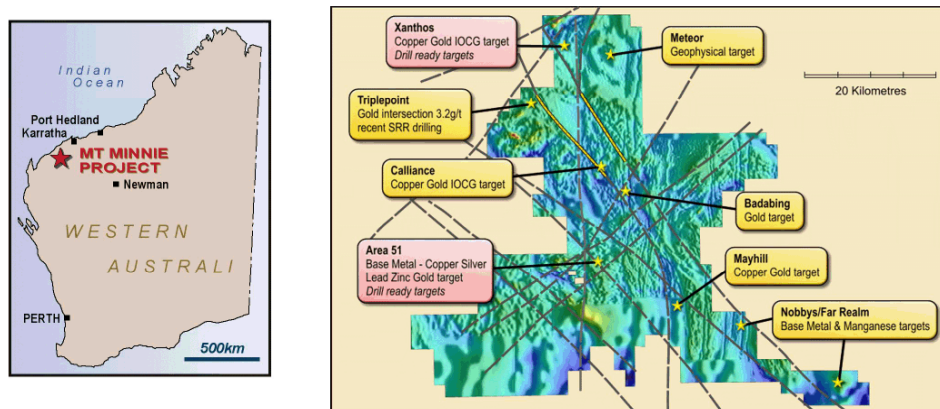 Indian
Ocean
Port Hedland
Karratha
MT MINNIE
PROJECT
Newman
WESTERN
AUSTRALI
PERTH
500km
Xanthos
Copper Gold IOCG target
Drill ready targets
Meteor
Geophysical target
20 Kilometres
Triplepoint
Gold intersection 3.2g/t
recent SRR drilling
Calliance
Copper Gold IOCG target
Badabing
Gold target
Area 51
Base Metal - Copper Silver
Lead Zinc Gold target
Drill ready targets
Mayhill
Copper Gold target
Nobbys/Far Realm
Base Metal & Manganese targets